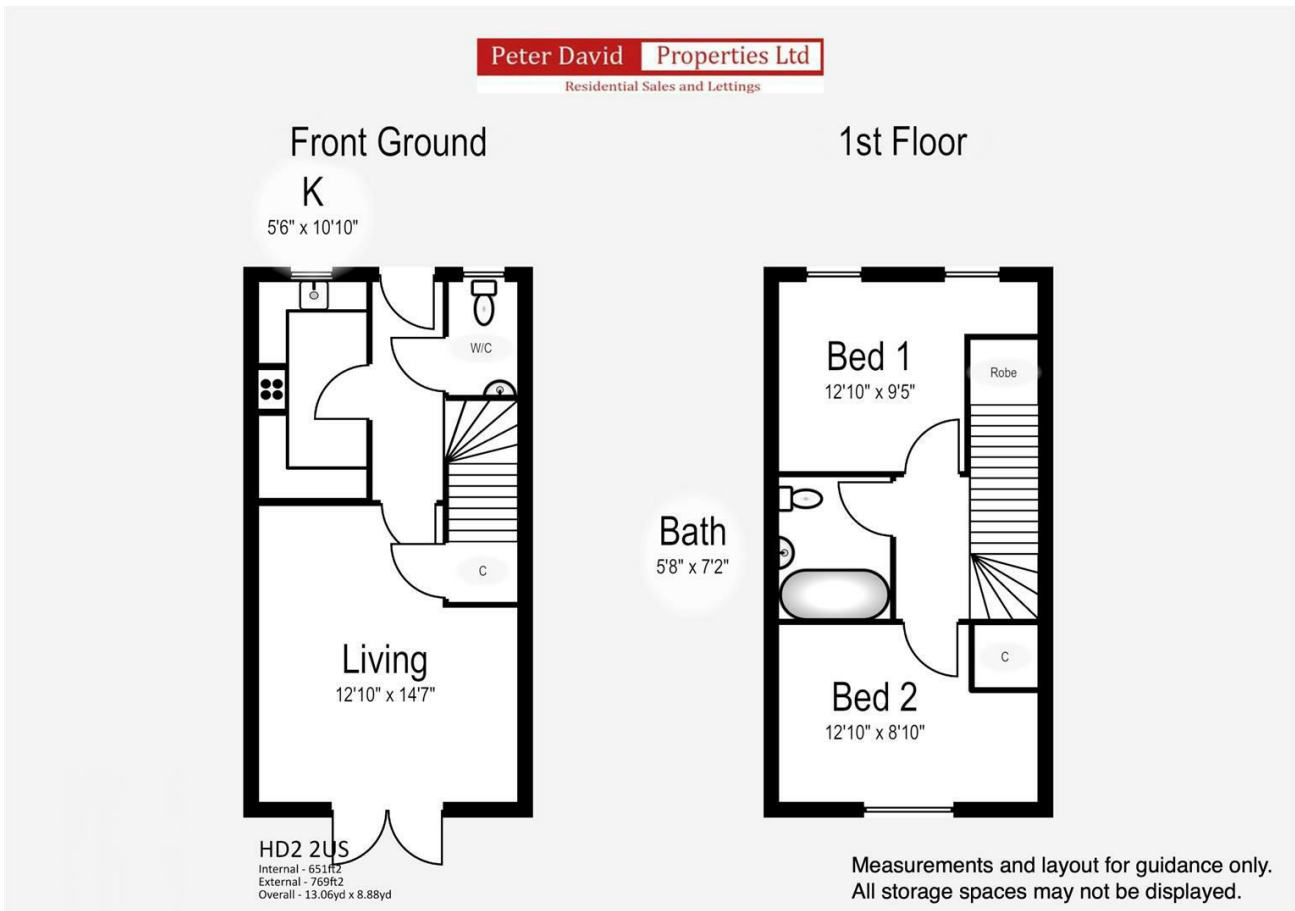 Peter David Properties Ltd
Residential Sales and Lettings
Front Ground
1st Floor
K
5'6" x 10'10"
W/C
C
Living
12'10" x 14'7"
Bed 1
12'10" x 9'5"
Robe
Bath
5'8" x 7'2"
Bed 2
12'10" x 8'10"
C
HD2 2US
Internal - 651ft2
External - 769ft2
Overall - 13.06yd x 8.88yd
Measurements and layout for guidance only.
All storage spaces may not be displayed.